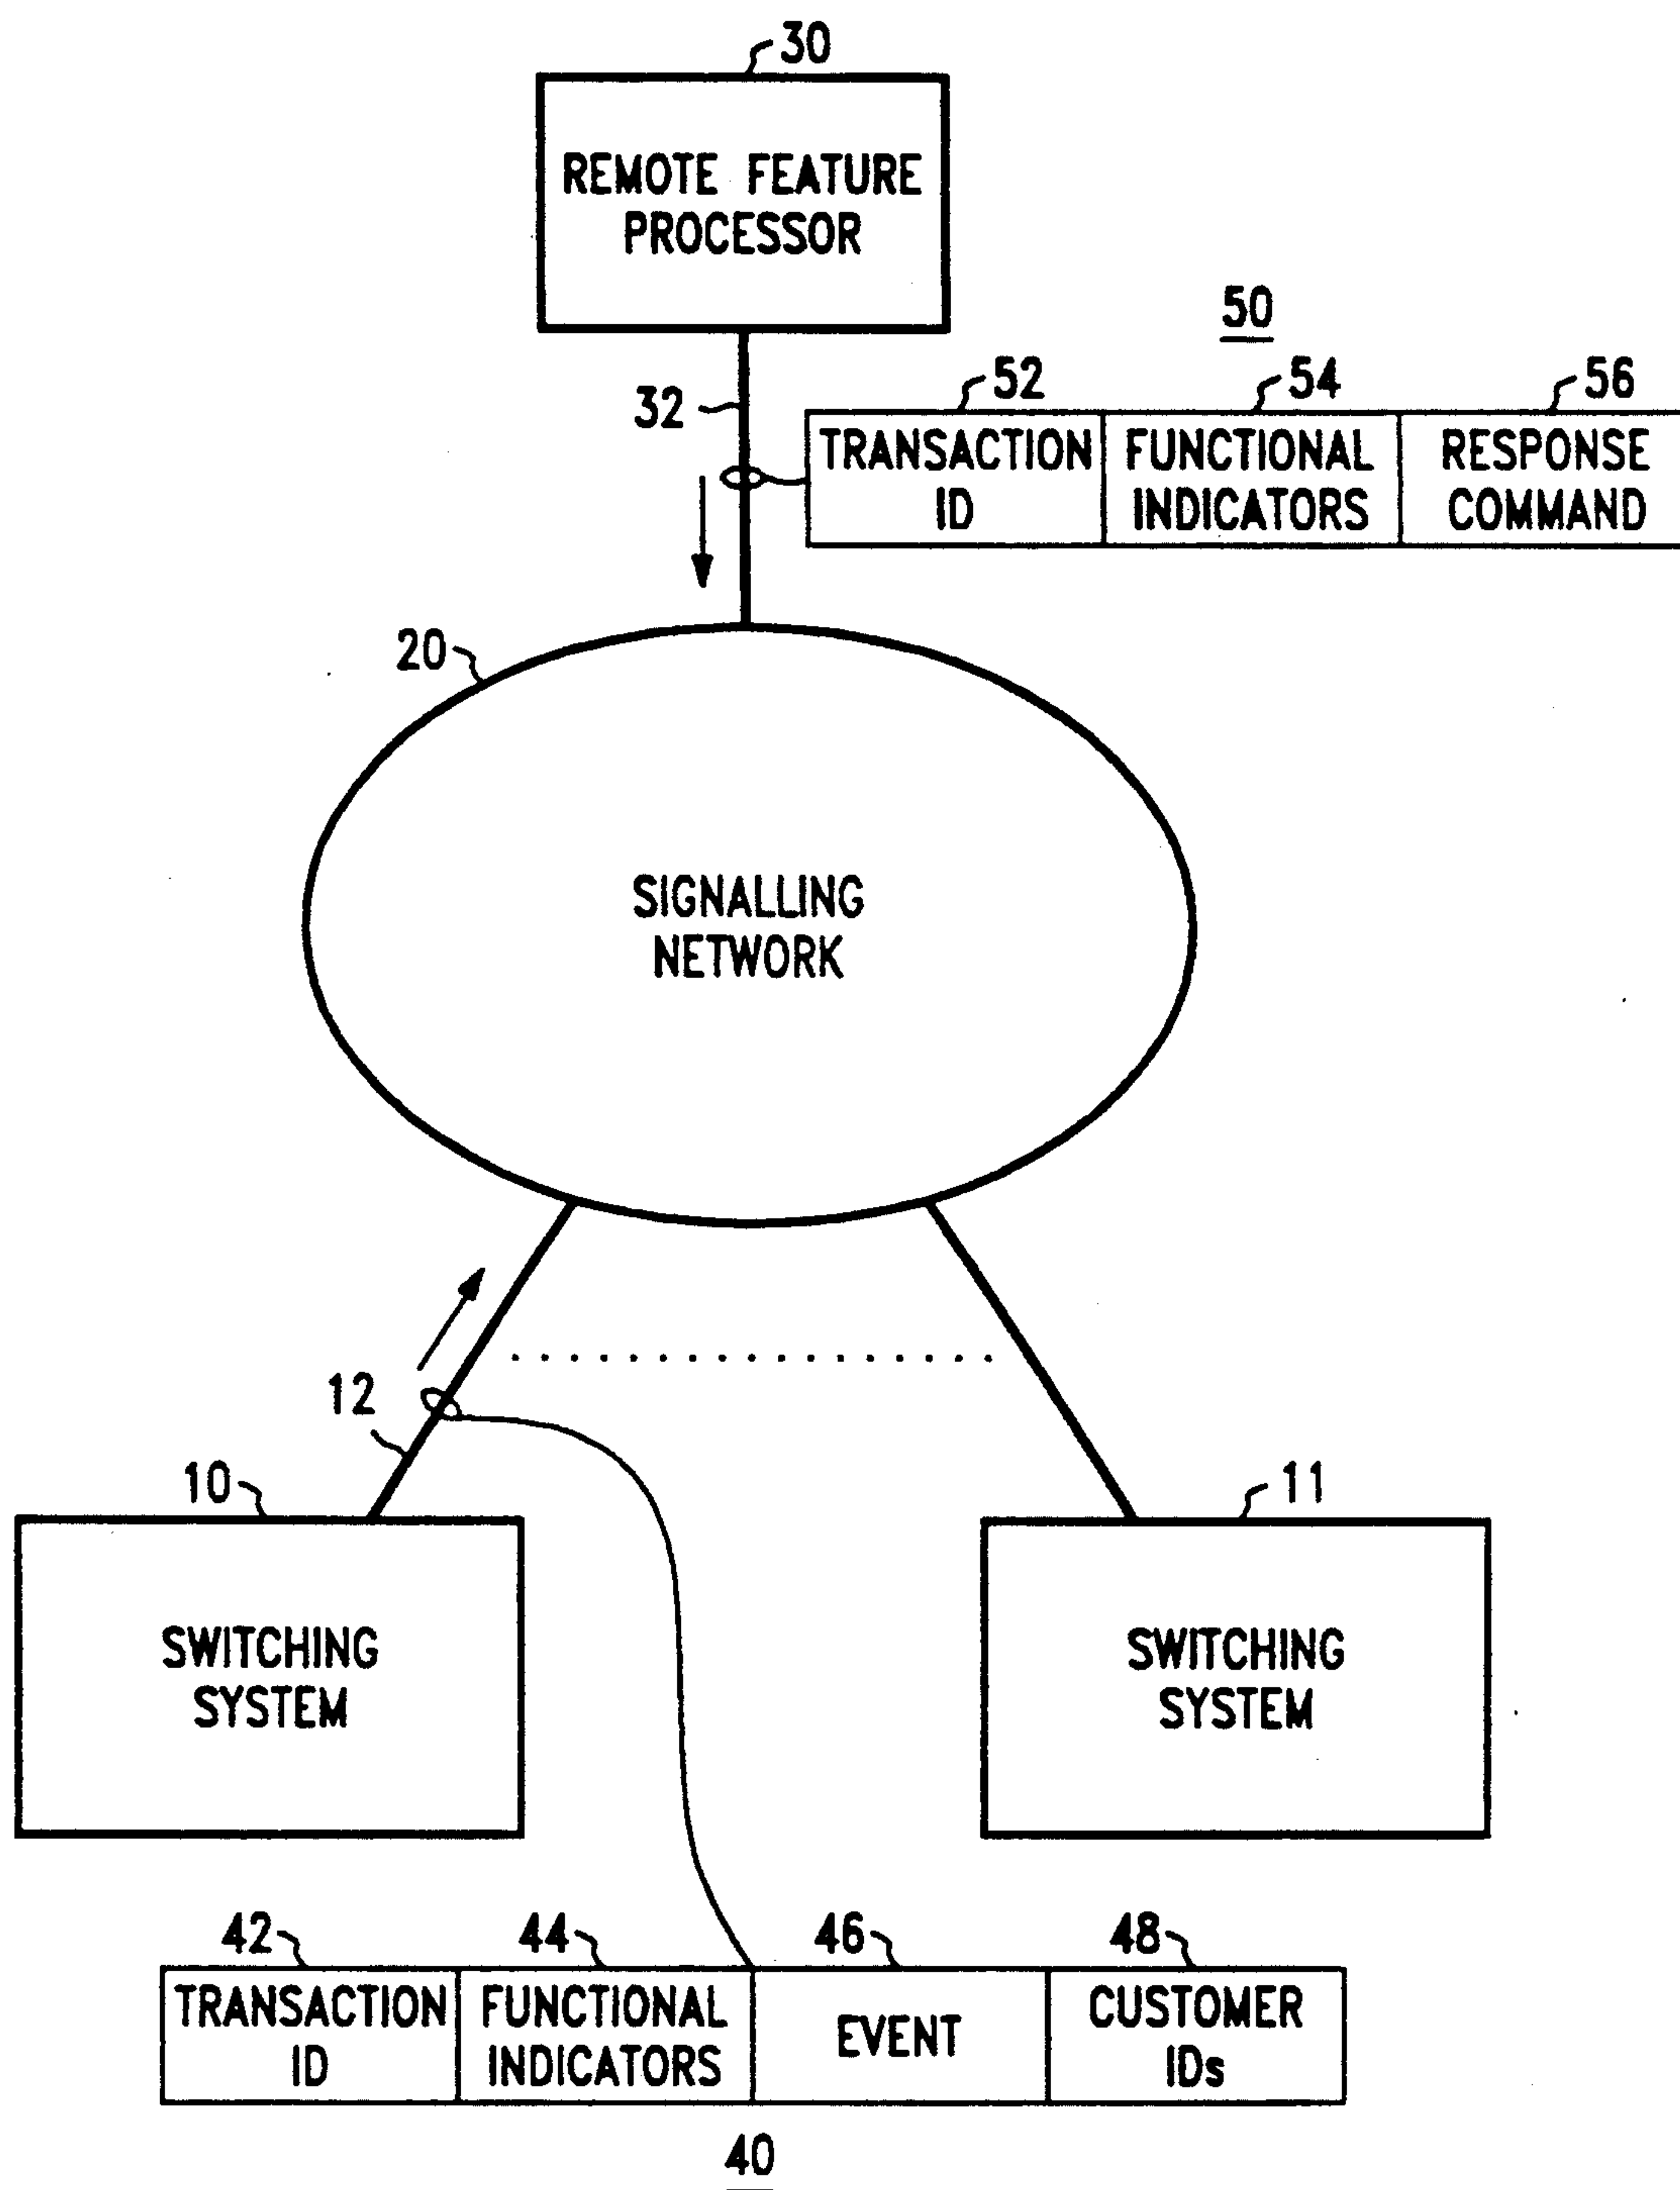 30
REMOTE FEATURE
PROCESSOR
50
32
52
54
56
TRANSACTION
ID
FUNCTIONAL
INDICATORS
RESPONSE
COMMAND
20
SIGNALLING
NETWORK
12
10
11
SWITCHING
SYSTEM
SWITCHING
SYSTEM
42
44
46
48
TRANSACTION
ID
FUNCTIONAL
INDICATORS
EVENT
CUSTOMER
IDs
40